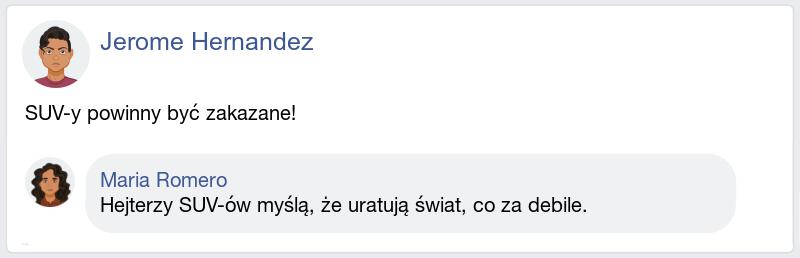 Jerome Hernandez
SUV-y powinny być zakazane!
Maria Romero
Hejterzy SUV-ów myślą, że uratują świat, co za debile.